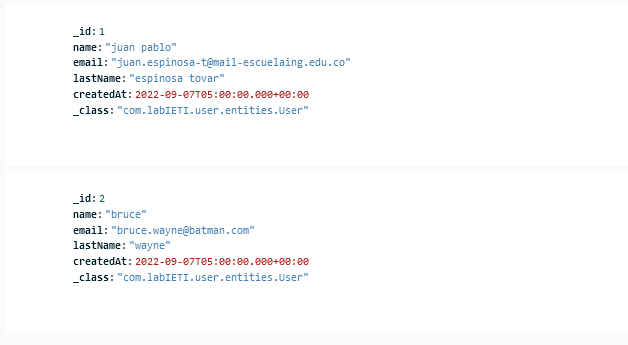 _id: 1
name: "juan pablo"
email: "juan.espinosa-t@mail-escuelaing.edu.co"
lastName: "espinosa tovar"
createdAt: 2022-09-07T05:00:00.000+00:00
_class: "com.labIETI.user.entities.User"
_id: 2
name: "bruce"
email: "bruce.wayne@batman.com"
lastName: "wayne"
createdAt: 2022-09-07T05:00:00.000+00:00
_class: "com.labIETI.user.entities.User"